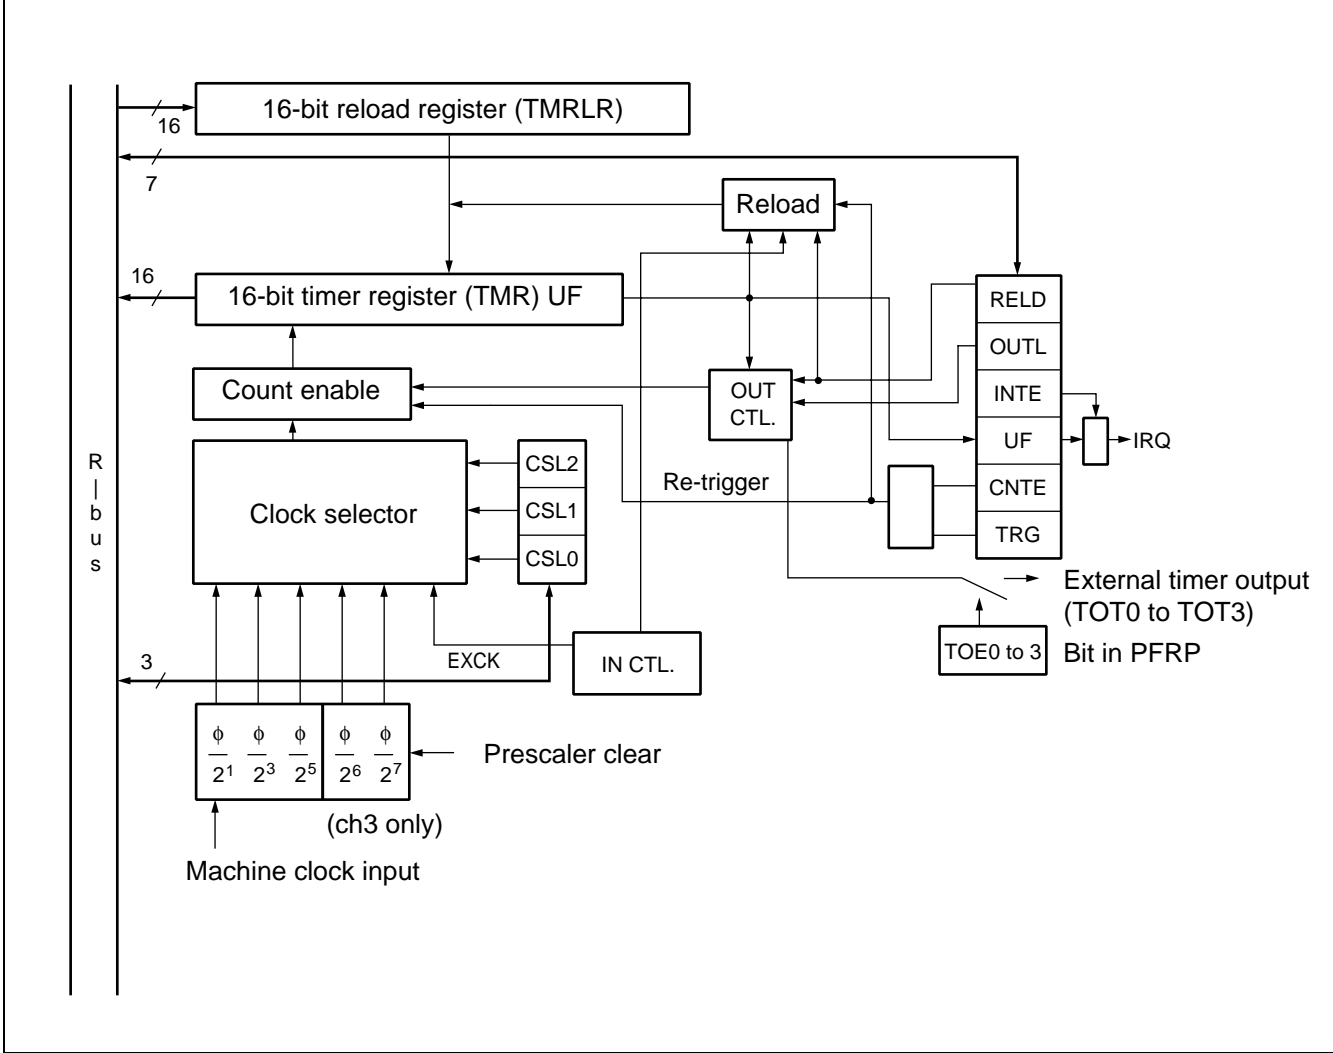 16-bit reload register (TMRLR)
16
7
Reload
16
16-bit timer register (TMR) UF
RELD
OUTL
INTE
UF
CNTE
TRG
Count enable
OUT
CTL.
IRQ
R
|
b
u
s
Clock selector
CSL2
CSL1
CSL0
Re-trigger
External timer output
(TOT0 to TOT3)
TOE0 to 3
Bit in PFRP
EXCK
IN CTL.
3
φ/2¹ φ/2³ φ/2⁵ φ/2⁶ φ/2⁷
Prescaler clear
(ch3 only)
Machine clock input